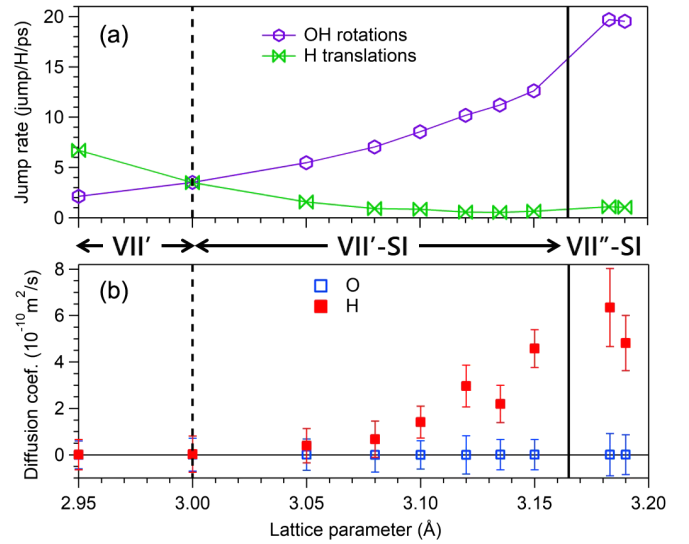 (a)
OH rotations
H translations
Jump rate (jump/H/ps)
20
15
10
5
0
VII'
VII'-SI
VII"-SI
(b)
O
H
Diffusion coef. (10⁻¹⁰ m²/s)
8
6
4
2
0
2.95
3.00
3.05
3.10
3.15
3.20
Lattice parameter (Å)